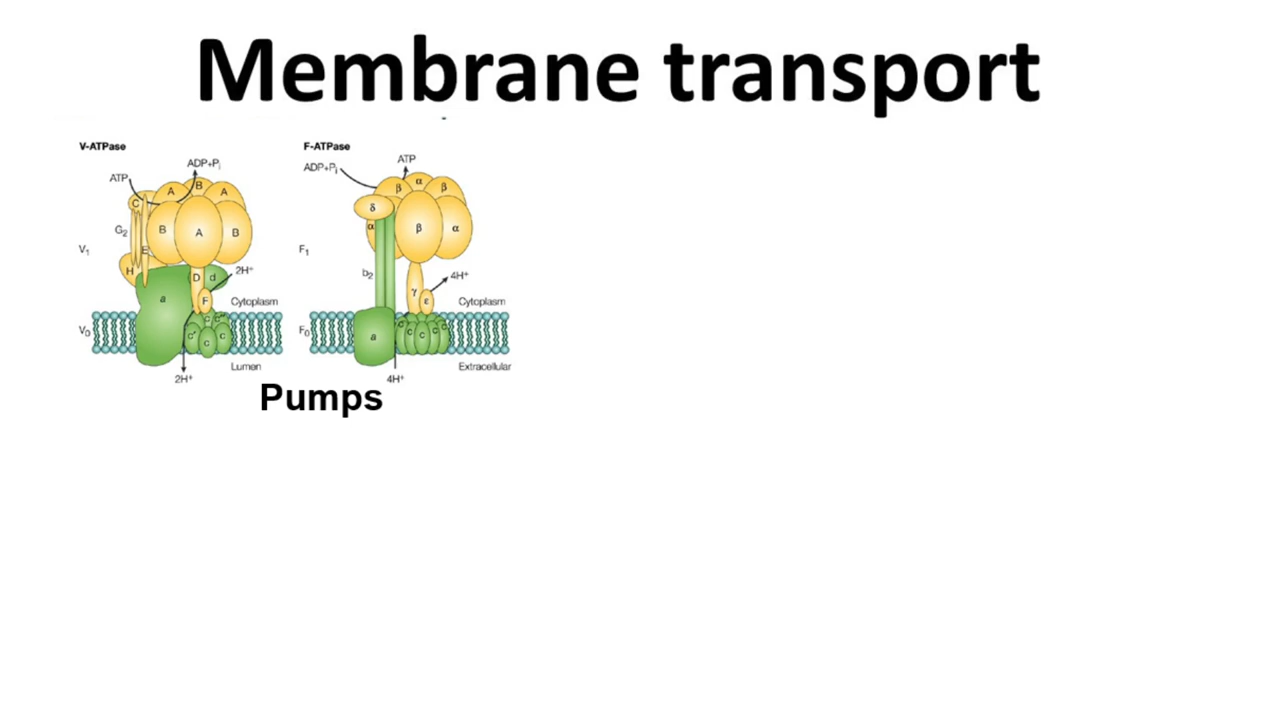 Membrane transport
V-ATPase
ADP+Pi
ATP
A
B
A
C
G2
B
A
B
V1
E
H
D
d
2H+
a
F
Cytoplasm
V0
c'
c
c"
c
c
Lumen
2H+
F-ATPase
ATP
ADP+Pi
β
α
β
δ
α
β
α
F1
b2
γ
ε
4H+
Cytoplasm
F0
a
c
c
c
c
c
Extracellular
4H+
Pumps